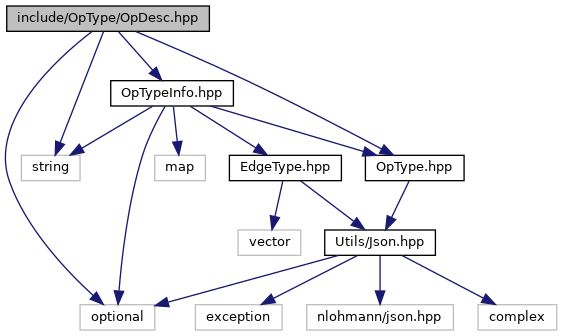 include/OpType/OpDesc.hpp
OpTypeInfo.hpp
string
map
EdgeType.hpp
OpType.hpp
vector
Utils/Json.hpp
optional
exception
nlohmann/json.hpp
complex